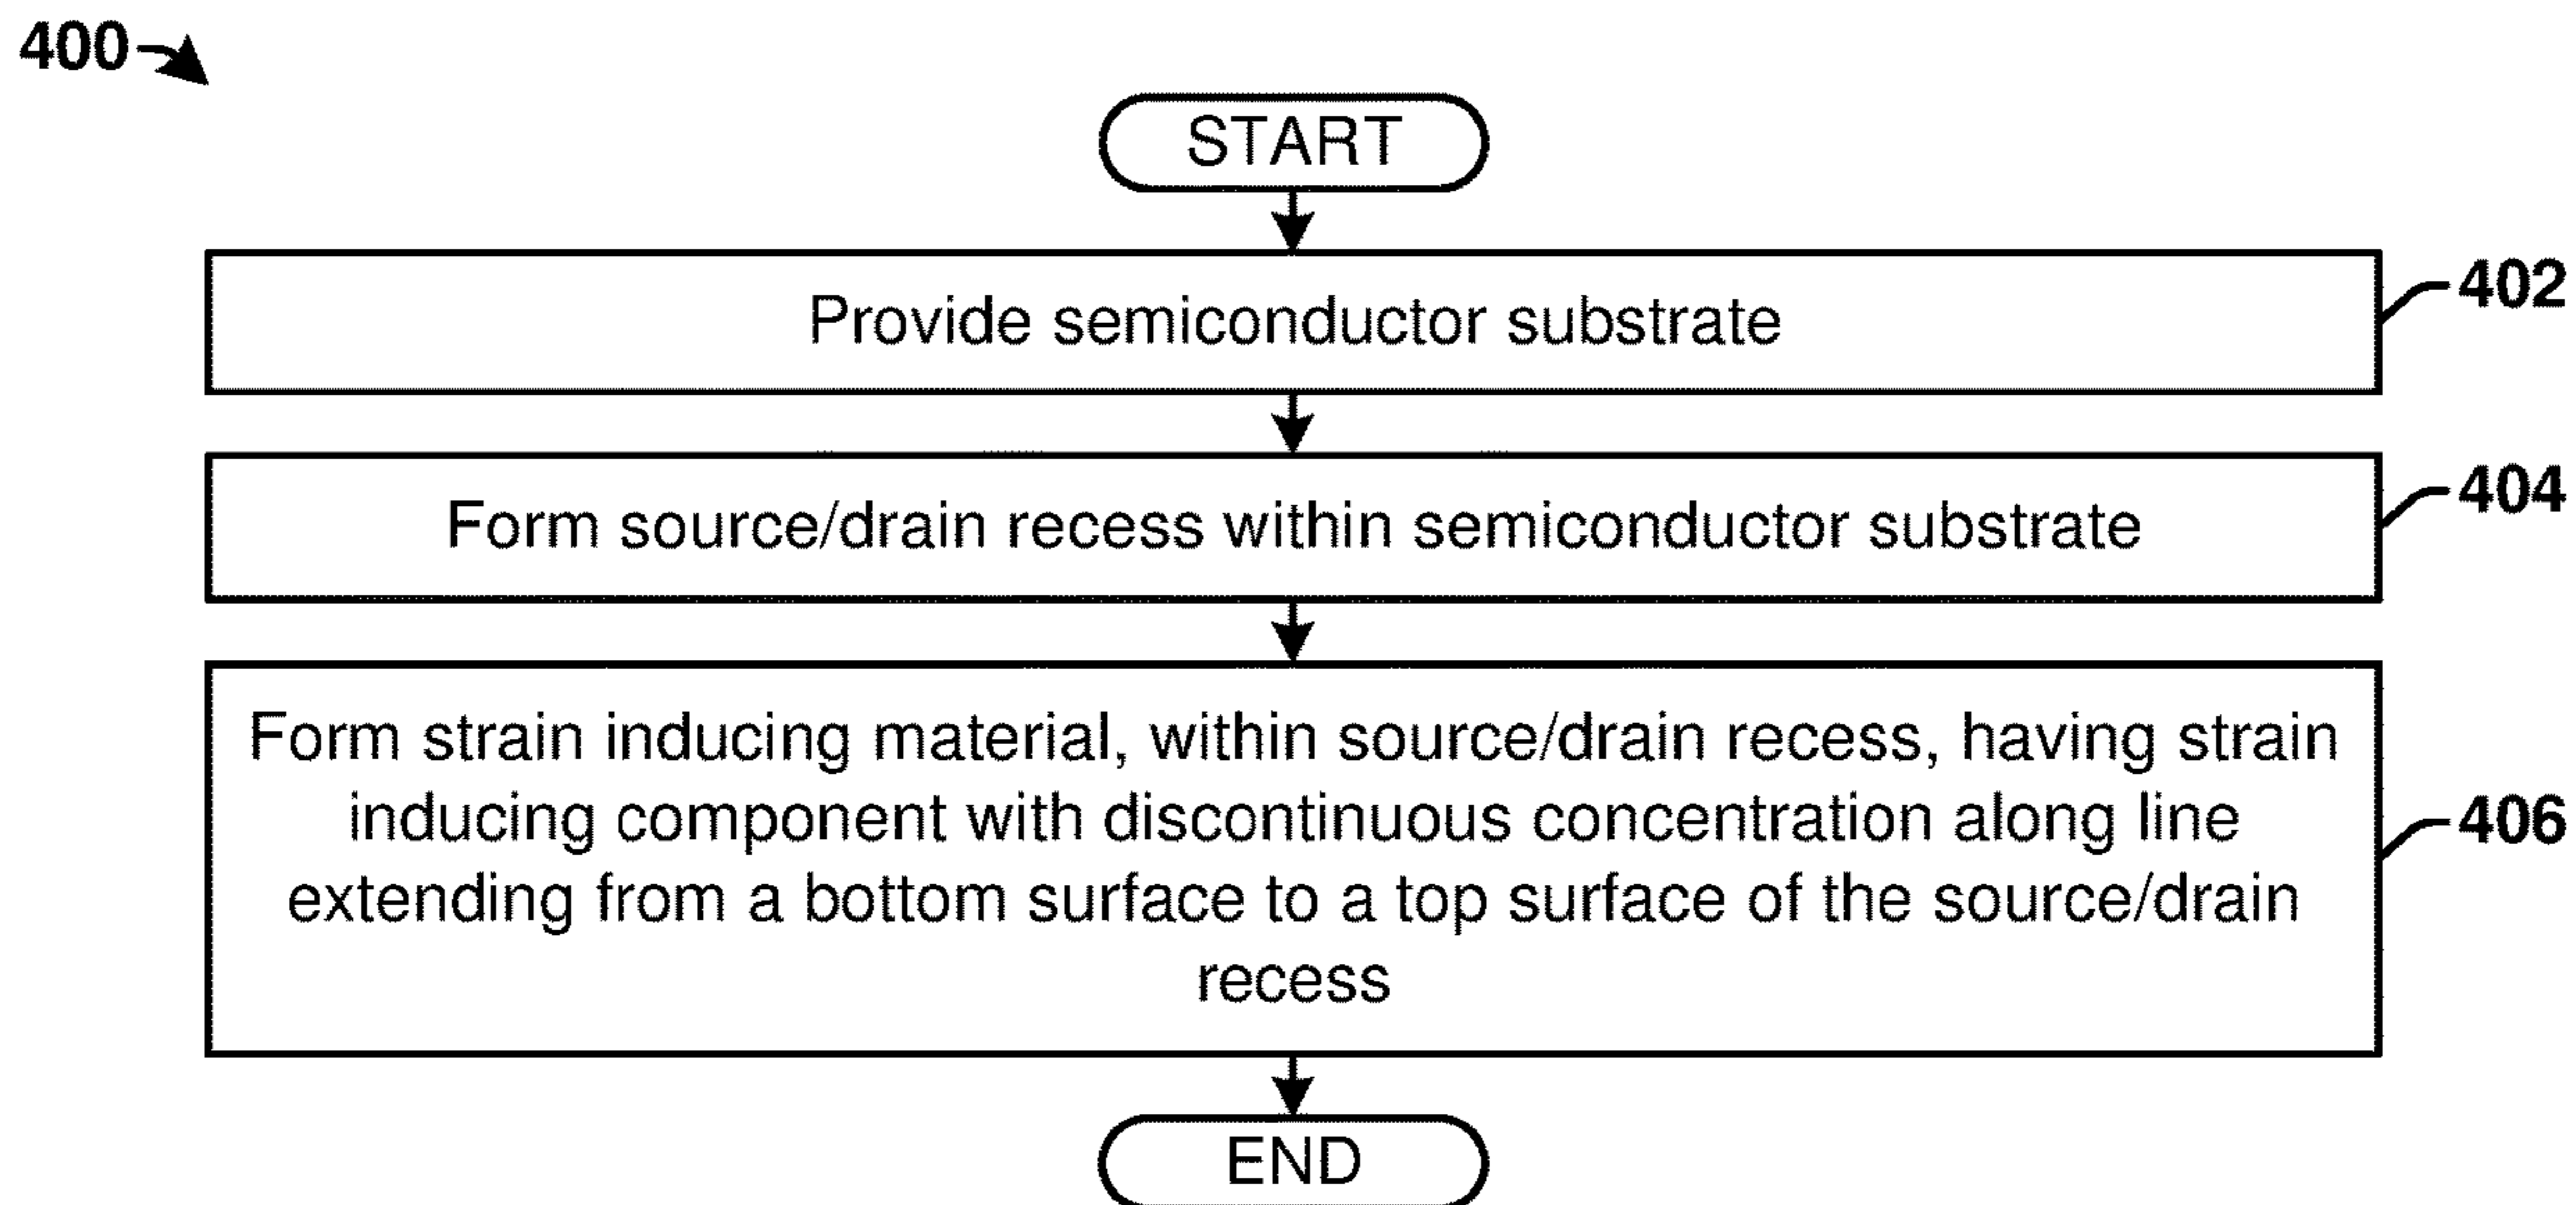 400
START
Provide semiconductor substrate
402
Form source/drain recess within semiconductor substrate
404
Form strain inducing material, within source/drain recess, having strain
inducing component with discontinuous concentration along line
extending from a bottom surface to a top surface of the source/drain
recess
406
END